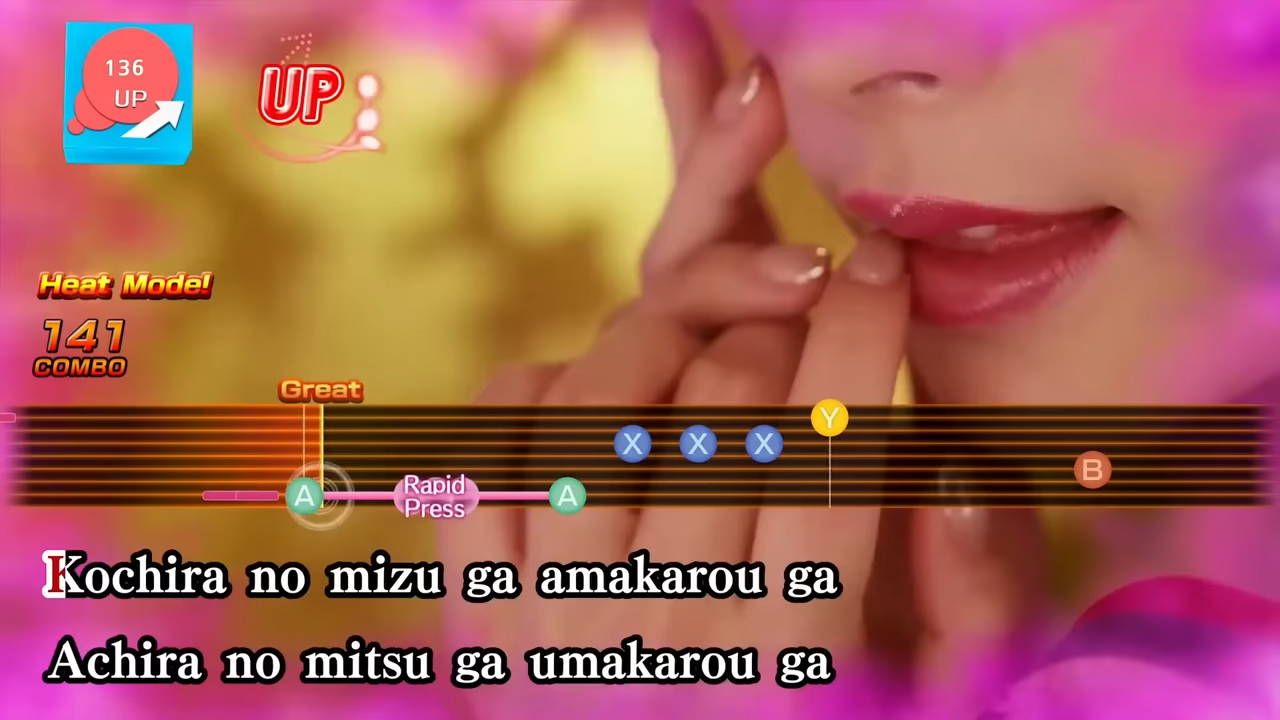 136
UP
UP
Heat Mode!
141
COMBO
Great
A Rapid Press A X X X Y B
Kochira no mizu ga amakarou ga
Achira no mitsu ga umakarou ga